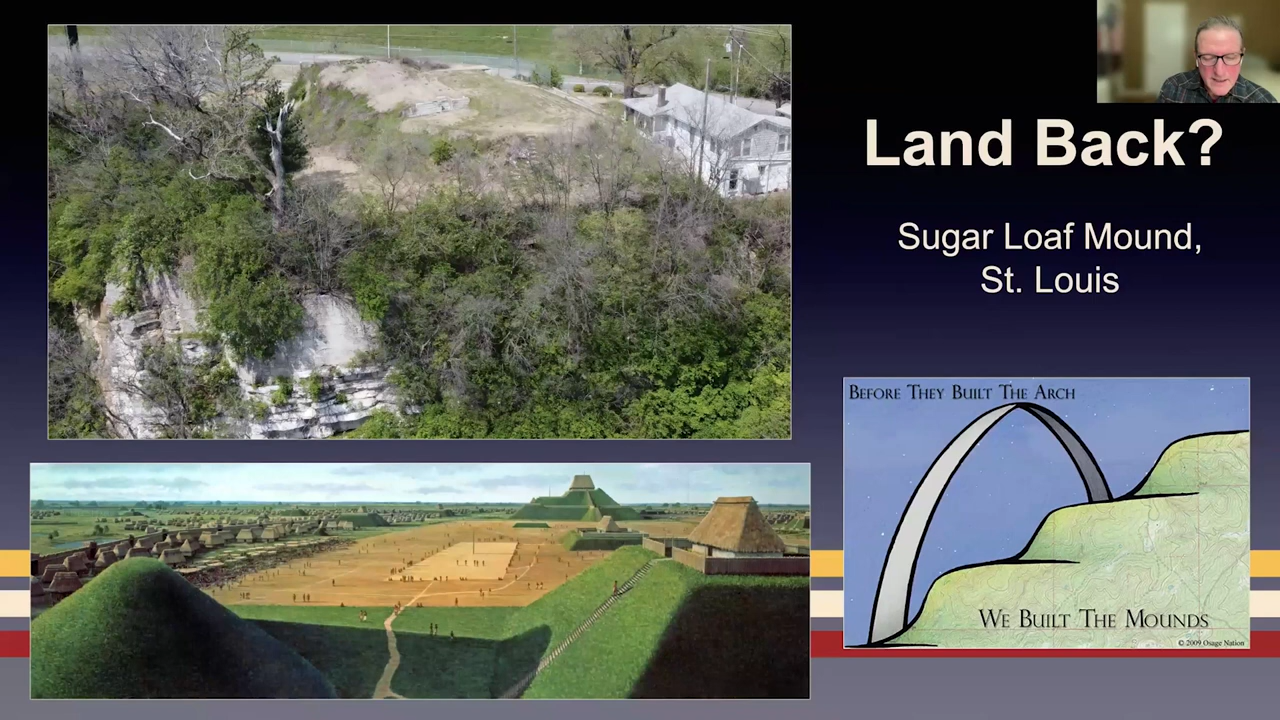 Land Back?
Sugar Loaf Mound,
St. Louis
BEFORE THEY BUILT THE ARCH
WE BUILT THE MOUNDS
© 2009 Osage Nation